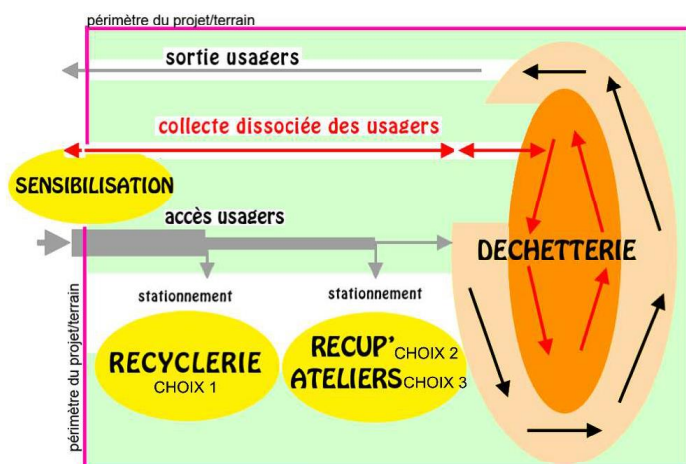 périmètre du projet/terrain
sortie usagers
collecte dissociée des usagers
SENSIBILISATION
accès usagers
DECHETTERIE
stationnement
stationnement
RECYCLERIE
CHOIX 1
RECUP' CHOIX 2
ATELIERS CHOIX 3
périmètre du projet/terrain